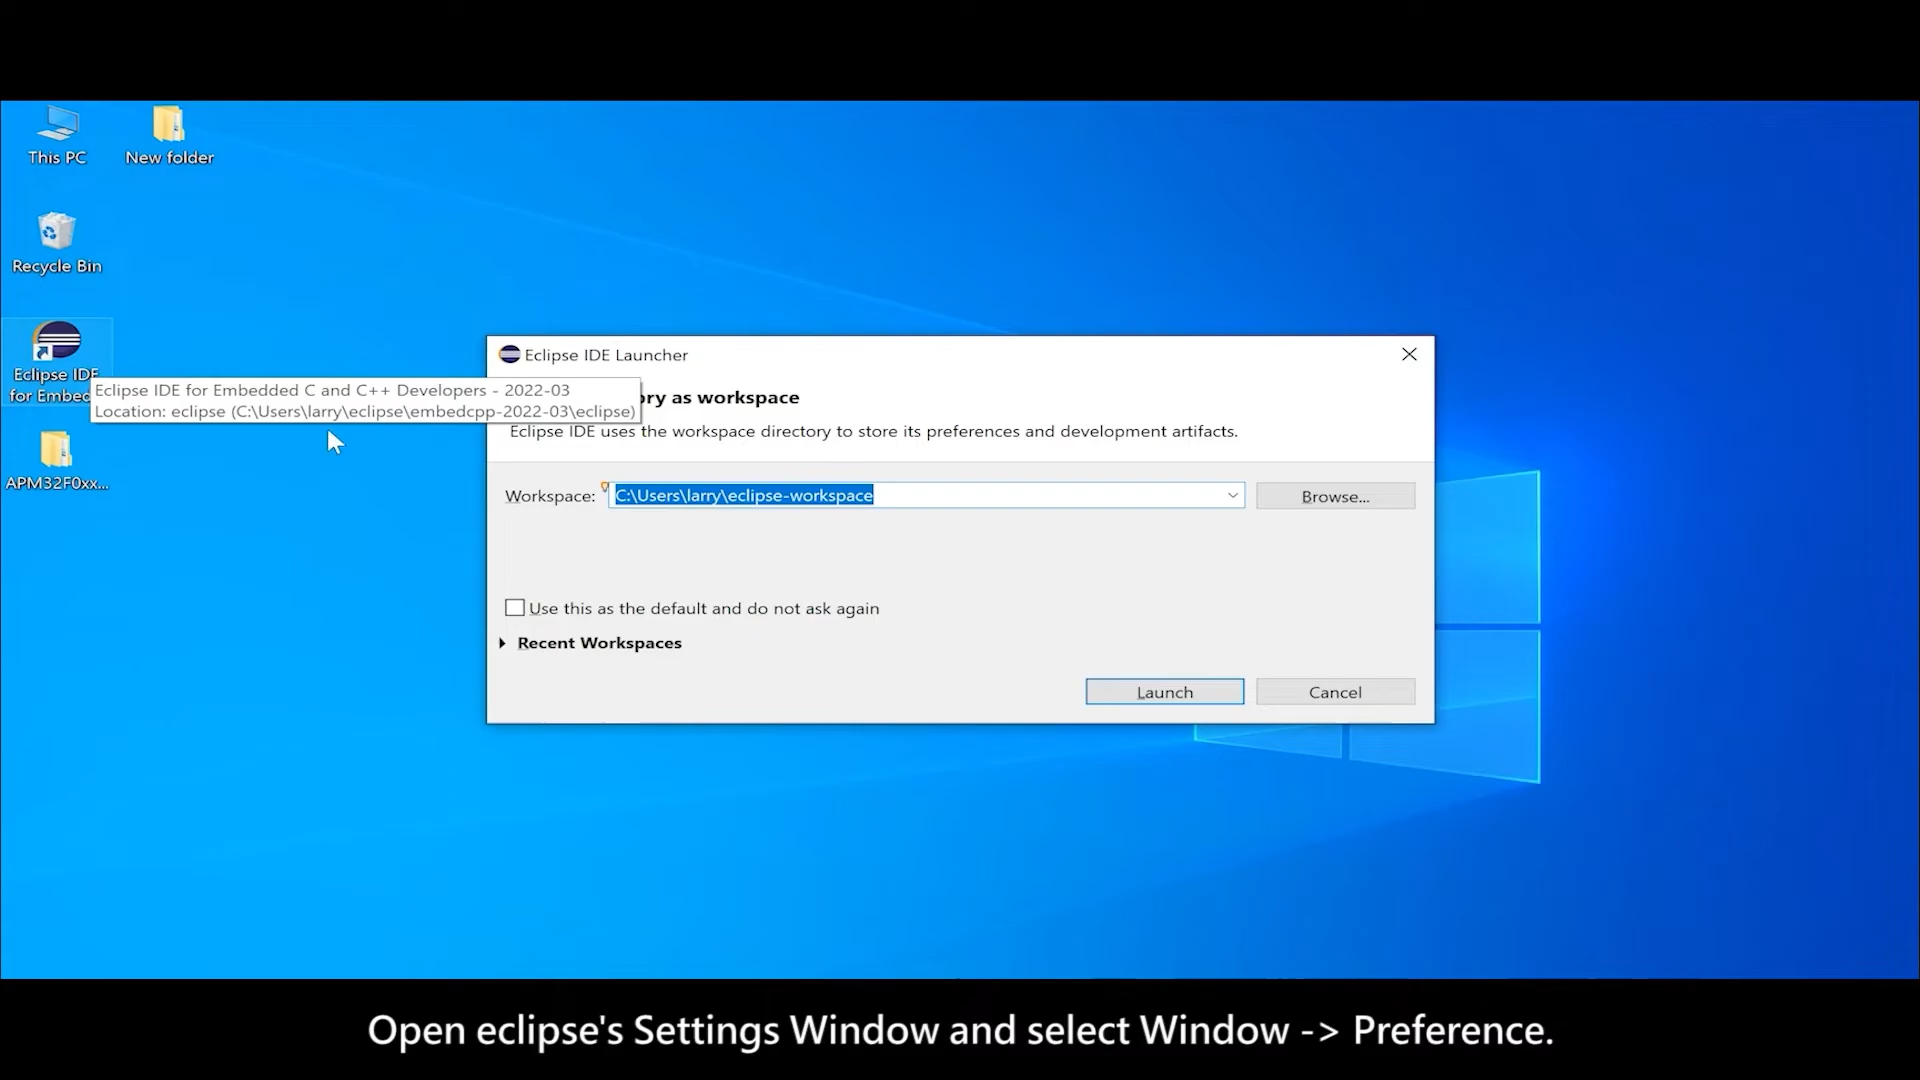 This PC
New folder
Recycle Bin
Eclipse IDE
for Embed
Eclipse IDE for Embedded C and C++ Developers - 2022-03
Location: eclipse (C:\Users\larry\eclipse\embedcpp-2022-03\eclipse)
APM32F0xx...
Eclipse IDE Launcher
ory as workspace
Eclipse IDE uses the workspace directory to store its preferences and development artifacts.
Workspace: C:\Users\larry\eclipse-workspace Browse...
Use this as the default and do not ask again
Recent Workspaces
Launch Cancel
Open eclipse's Settings Window and select Window -> Preference.